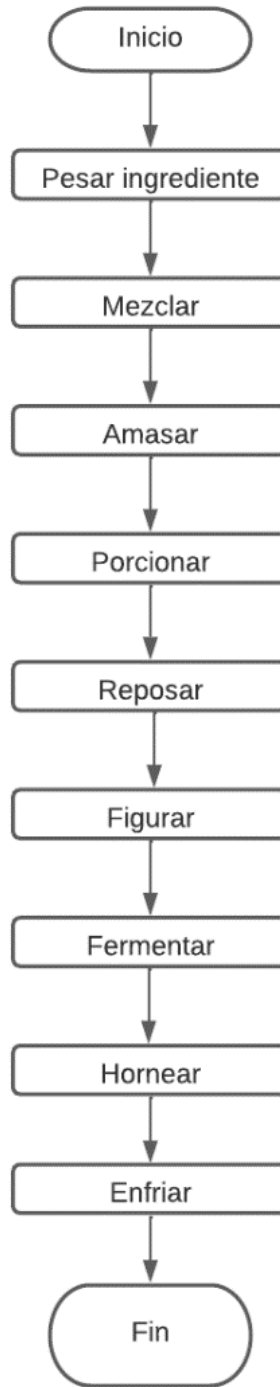 Inicio
Pesar ingrediente
Mezclar
Amasar
Porcionar
Reposar
Figurar
Fermentar
Hornear
Enfriar
Fin